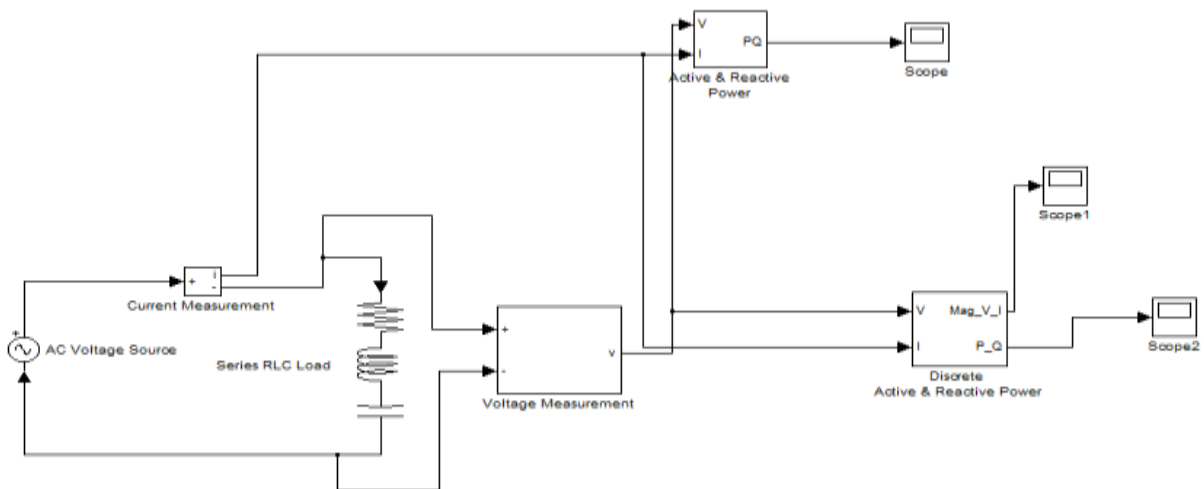 V
PQ
I
Active & Reactive
Power
Scope
Scope1
+
i
-
Current Measurement
+
AC Voltage Source
Series RLC Load
+
v
-
Voltage Measurement
V
Mag_V_I
I
P_Q
Discrete
Active & Reactive Power
Scope2